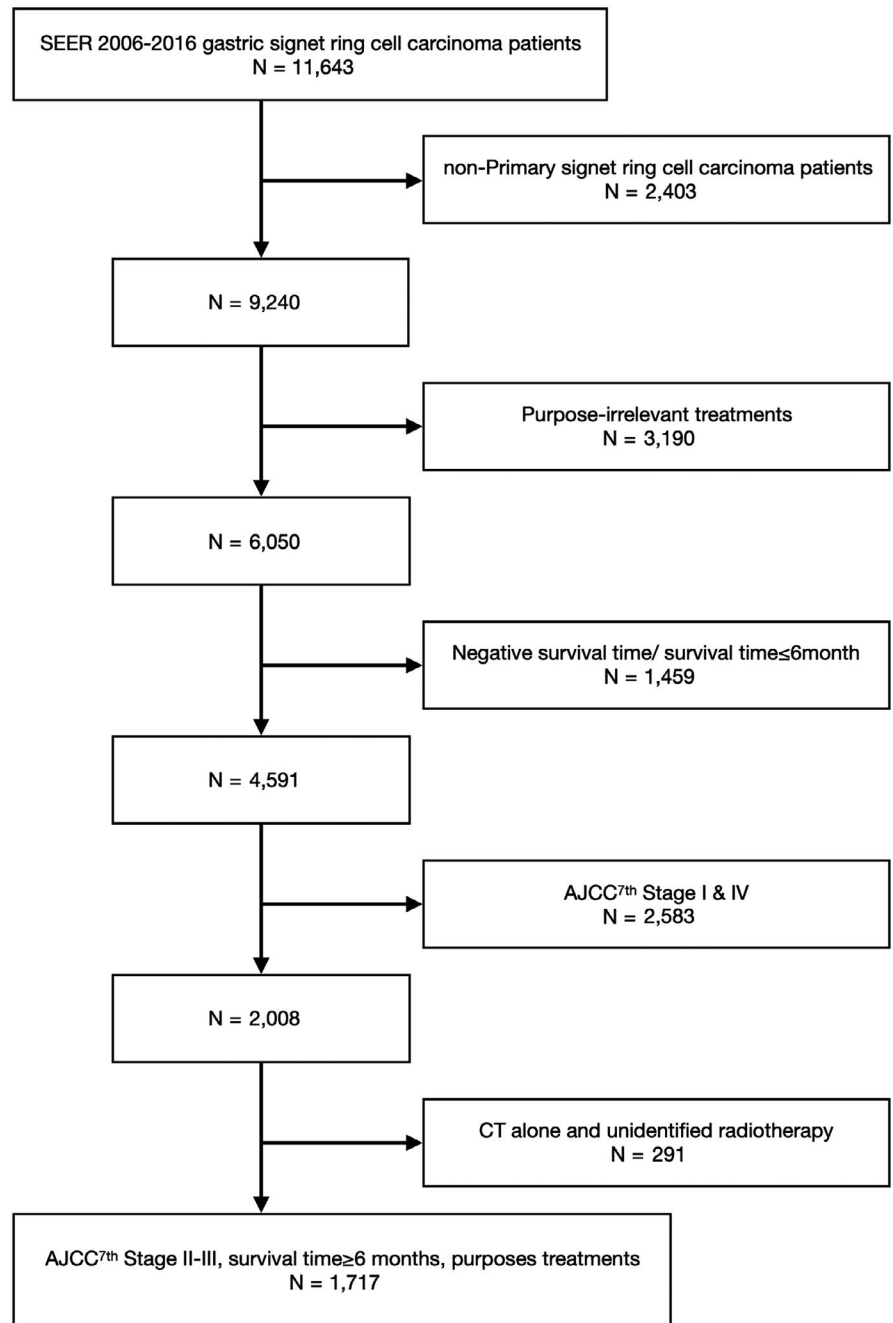 SEER 2006-2016 gastric signet ring cell carcinoma patients
N = 11,643
non-Primary signet ring cell carcinoma patients
N = 2,403
N = 9,240
Purpose-irrelevant treatments
N = 3,190
N = 6,050
Negative survival time/ survival time≤6month
N = 1,459
N = 4,591
AJCC7th Stage I & IV
N = 2,583
N = 2,008
CT alone and unidentified radiotherapy
N = 291
AJCC7th Stage II-III, survival time≥6 months, purposes treatments
N = 1,717